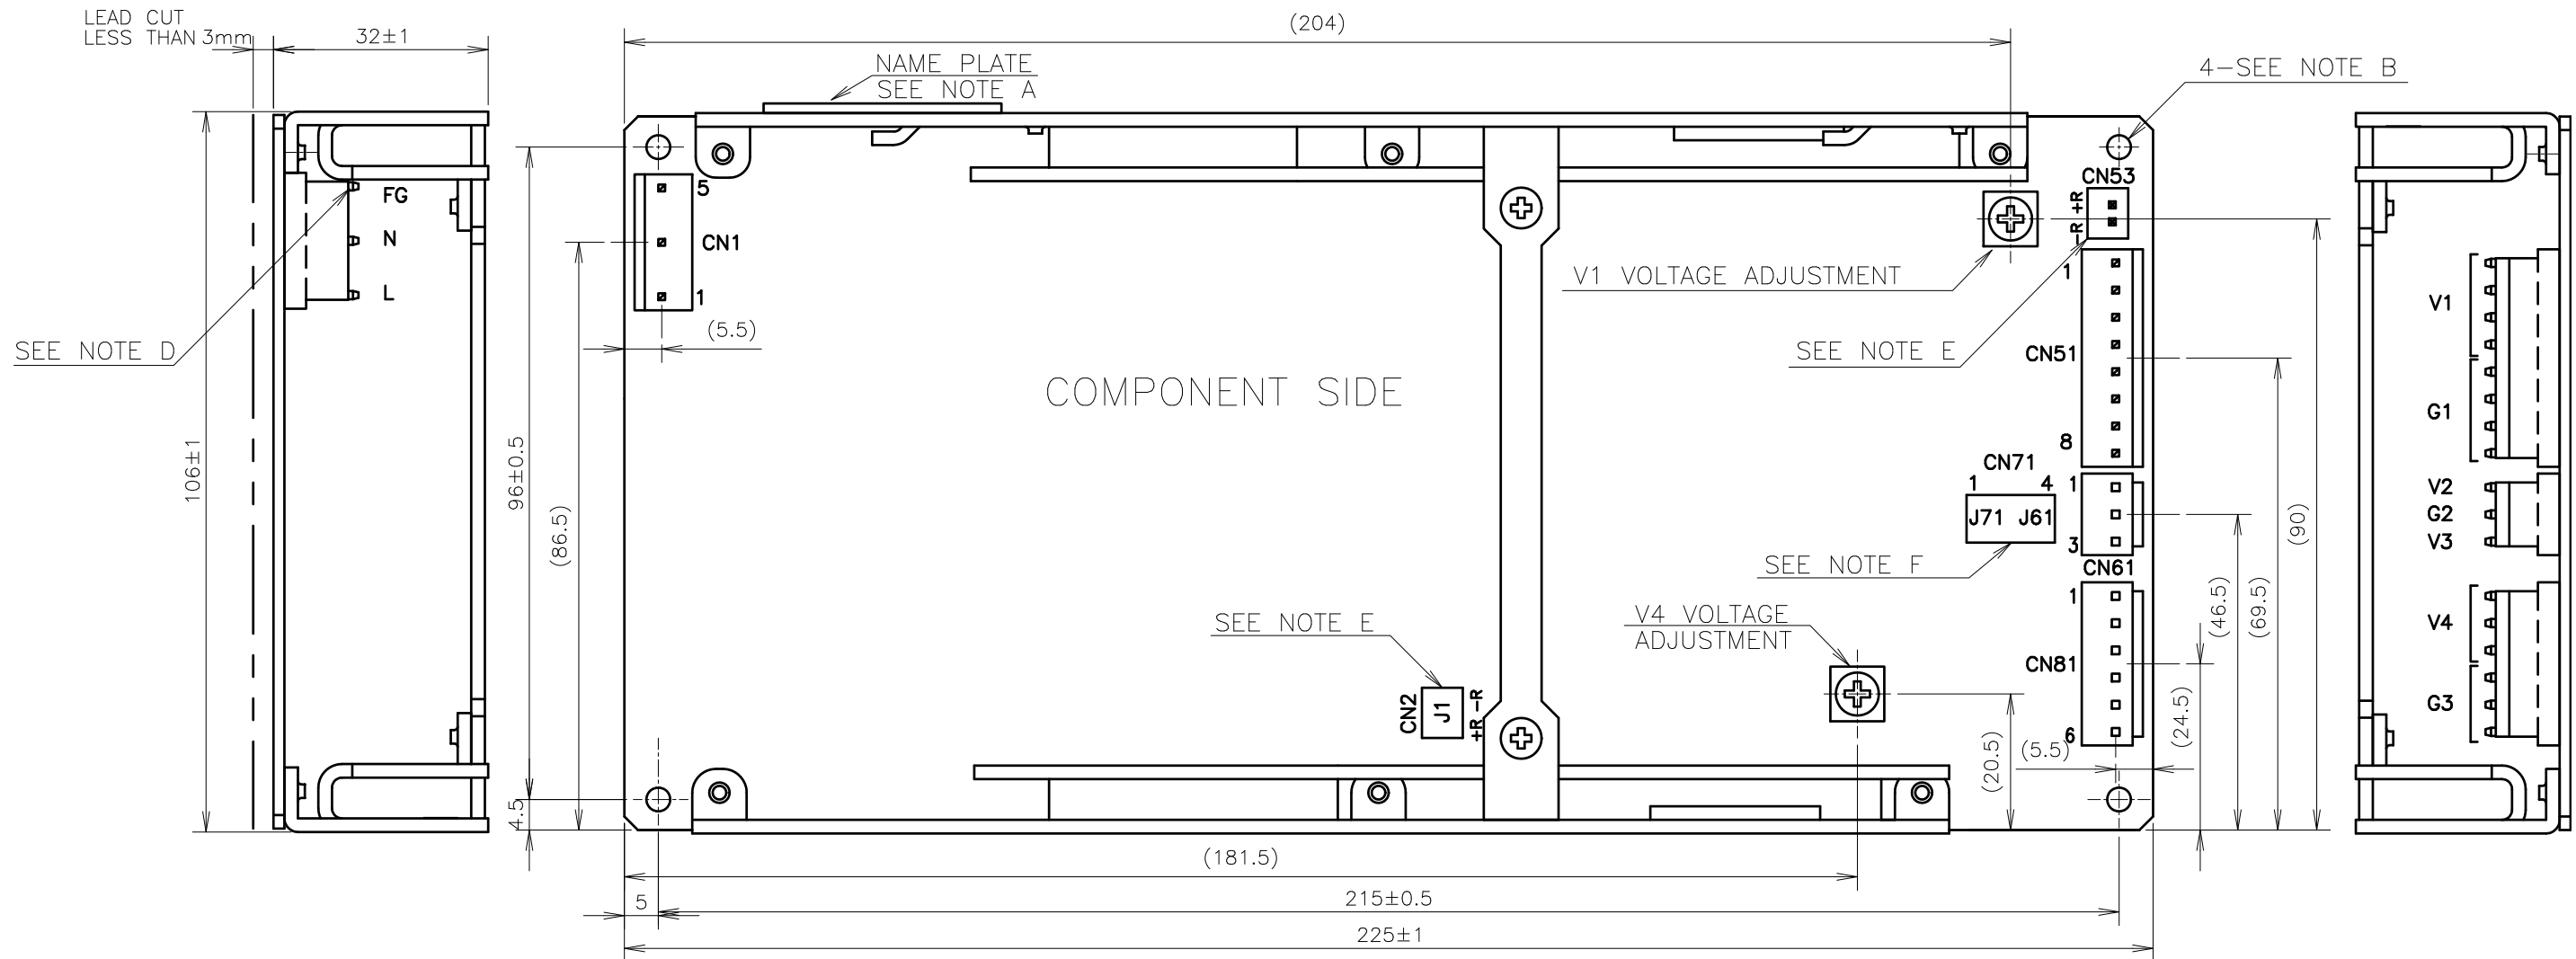 LEAD CUT
LESS THAN 3mm
32±1
(204)
NAME PLATE
SEE NOTE A
4-SEE NOTE B
FG
N
L
SEE NOTE D
106±1
96±0.5
(86.5)
4.5
5
CN1
1
(5.5)
COMPONENT SIDE
V1 VOLTAGE ADJUSTMENT
CN53
-R +R
SEE NOTE E
1
CN51
8
CN71
1 4
J71 J61
1
3
SEE NOTE F
CN61
1
CN81
6
V4 VOLTAGE
ADJUSTMENT
SEE NOTE E
CN2
J1
+R -R
(20.5)
(5.5)
(24.5)
(46.5)
(69.5)
(90)
V1
G1
V2
G2
V3
V4
G3
(181.5)
5
215±0.5
225±1